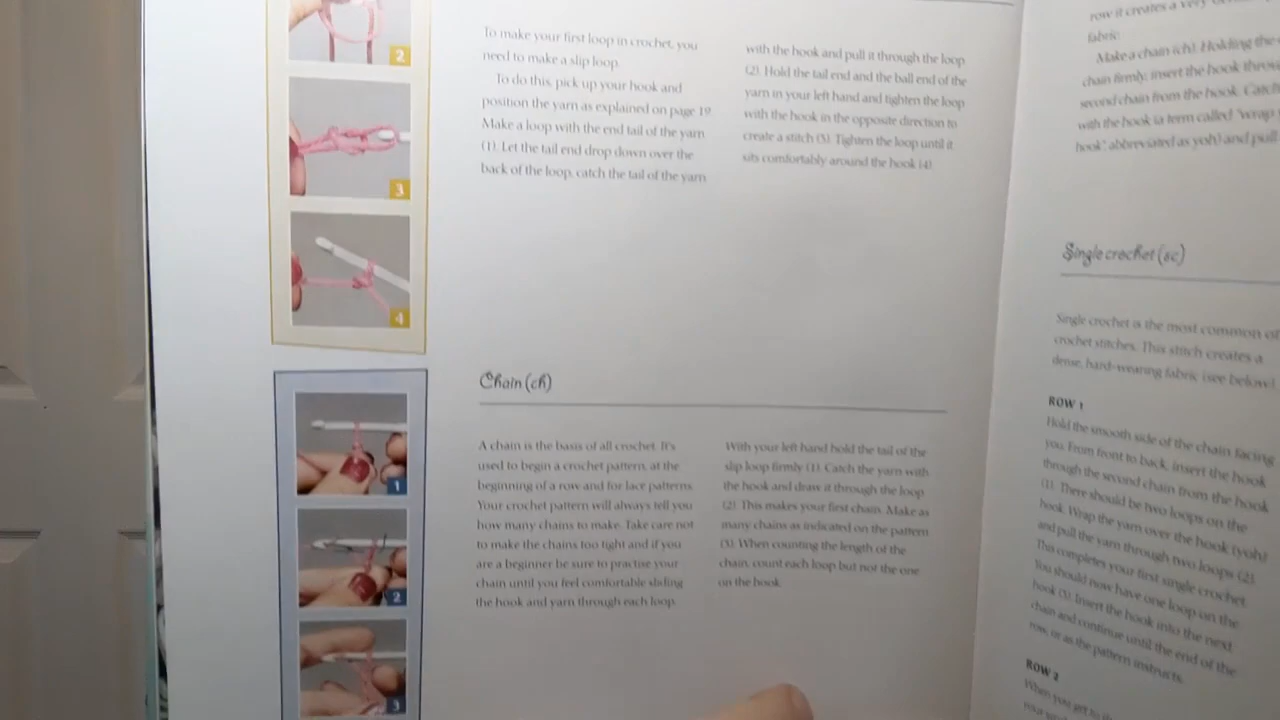 2
3
4
To make your first loop in crochet, you
need to make a slip loop.
To do this, pick up your hook and
position the yarn as explained on page 19
Make a loop with the end tail of the yarn
(1). Let the tail end drop down over the
back of the loop, catch the tail of the yarn
with the hook and pull it through the loop
(2). Hold the tail end and the ball end of the
yarn in your left hand and tighten the loop
with the hook in the opposite direction to
create a stitch (3). Tighten the loop until it
sits comfortably around the hook (4).
1
2
3
Chain (ch)
A chain is the basis of all crochet. It's
used to begin a crochet pattern, at the
beginning of a row and for lace patterns.
Your crochet pattern will always tell you
how many chains to make. Take care not
to make the chains too tight and if you
are a beginner be sure to practise your
chain until you feel comfortable sliding
the hook and yarn through each loop.
With your left hand hold the tail of the
slip loop firmly (1). Catch the yarn with
the hook and draw it through the loop
(2). This makes your first chain. Make as
many chains as indicated on the pattern
(3). When counting the length of the
chain, count each loop but not the one
on the hook.
row it creates a very
fabric.
Make a chain (ch). Holding the
chain firmly, insert the hook
second chain from the hook. Catch
with the hook (a term called "wrap
hook", abbreviated as yoh) and pull
Single crochet (sc)
Single crochet is the most common of
crochet stitches. This stitch creates a
dense, hard-wearing fabric (see below).
ROW 1
Hold the smooth side of the chain facing
you. From front to back, insert the hook
through the second chain from the hook
(1). There should be two loops on the
hook. Wrap the yarn over the hook (yoh)
and pull the yarn through two loops (2).
This completes your first single crochet.
You should now have one loop on the
hook (3). Insert the hook into the next
chain and continue until the end of the
row, or as the pattern instructs.
ROW 2
When you get to